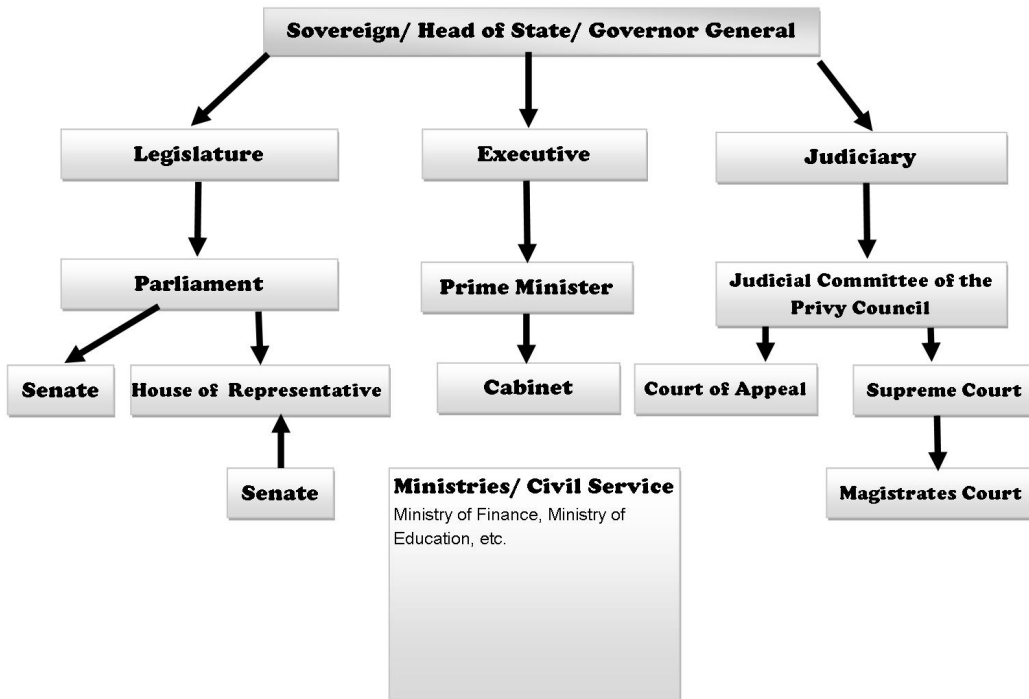 Sovereign/ Head of State/ Governor General
Legislature
Executive
Judiciary
Parliament
Prime Minister
Judicial Committee of the
Privy Council
Senate
House of Representative
Cabinet
Court of Appeal
Supreme Court
Senate
Ministries/ Civil Service
Ministry of Finance, Ministry of
Education, etc.
Magistrates Court